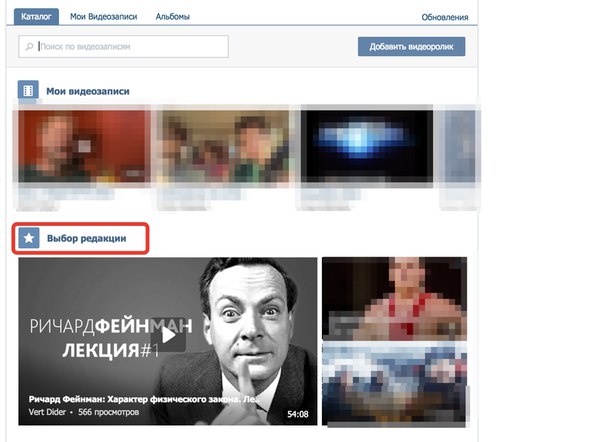 Каталог Мои Видеозаписи Альбомы Обновления
Поиск по видеозаписям Добавить видеоролик
Мои видеозаписи
Выбор редакции
РИЧАРДФЕЙНМАН
ЛЕКЦИЯ#1
Ричард Фейнман: Характер физического закона. Ле..
Vert Dider • 566 просмотров 54:08